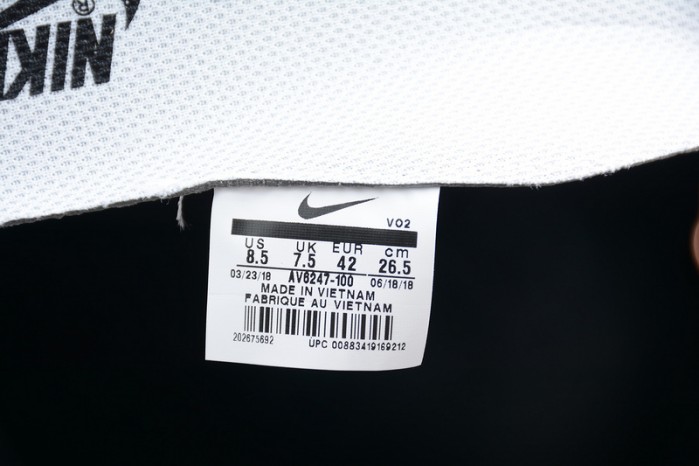 NIKE®
VO2
US UK EUR cm
8.5 7.5 42 26.5
03/23/18 AV6247-100 06/18/18
MADE IN VIETNAM
FABRIQUE AU VIETNAM
202675692 UPC 00883419169212